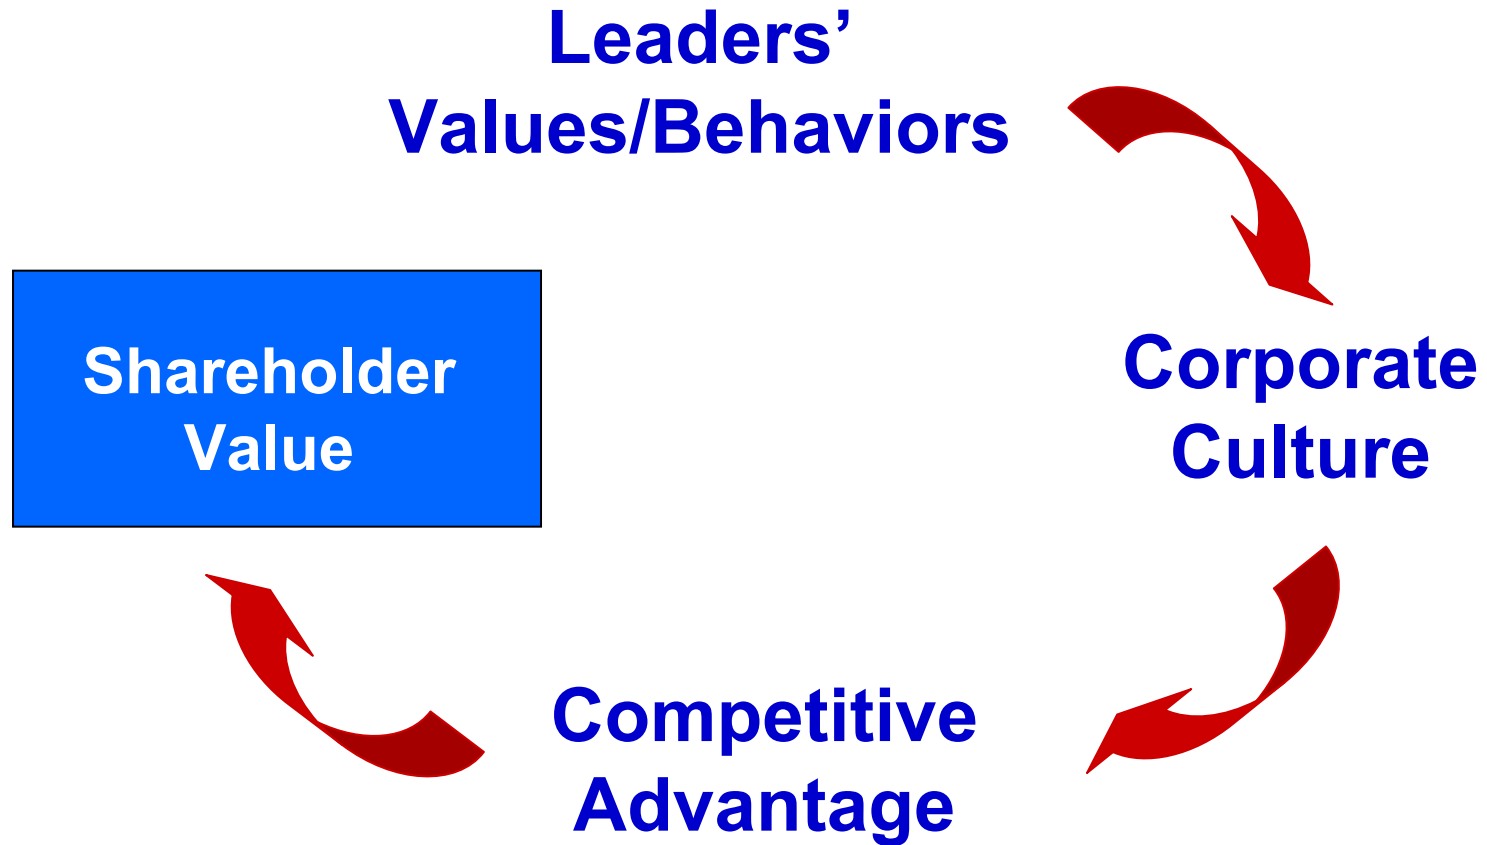 Leaders’
Values/Behaviors
Corporate
Culture
Competitive
Advantage
Shareholder
Value